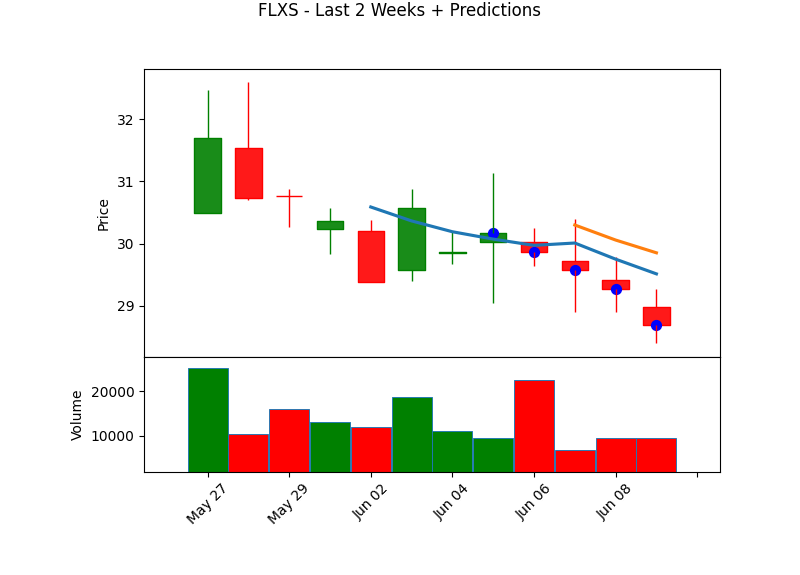 FLXS - Last 2 Weeks + Predictions
Price
32
31
30
29
Volume
20000
10000
May 27
May 29
Jun 02
Jun 04
Jun 06
Jun 08